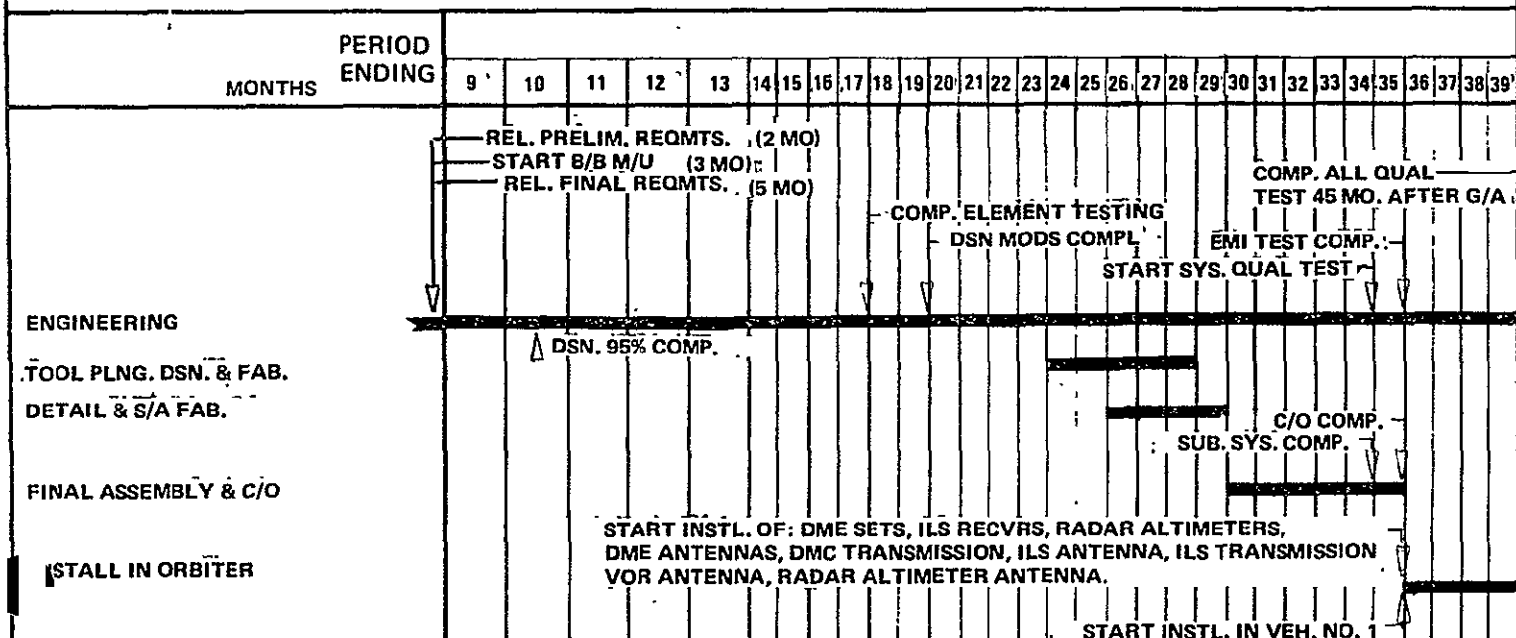 PERIOD
ENDING
MONTHS
9 10 11 12 13 14 15 16 17 18 19 20 21 22 23 24 25 26 27 28 29 30 31 32 33 34 35 36 37 38 39
REL. PRELIM. REQMTS. (2 MO)
START B/B M/U (3 MO)
REL. FINAL REQMTS. (5 MO)
COMP. ALL QUAL
TEST 45 MO. AFTER G/A
COMP. ELEMENT TESTING
DSN MODS COMPL
EMI TEST COMP.
START SYS. QUAL TEST
ENGINEERING
DSN. 95% COMP.
TOOL PLNG. DSN. & FAB.
DETAIL & S/A FAB.
C/O COMP.
SUB. SYS. COMP.
FINAL ASSEMBLY & C/O
START INSTL. OF: DME SETS, ILS RECVRS, RADAR ALTIMETERS,
DME ANTENNAS, DMC TRANSMISSION, ILS ANTENNA, ILS TRANSMISSION
VOR ANTENNA, RADAR ALTIMETER ANTENNA.
STALL IN ORBITER
START INSTL. IN VEH. NO. 1